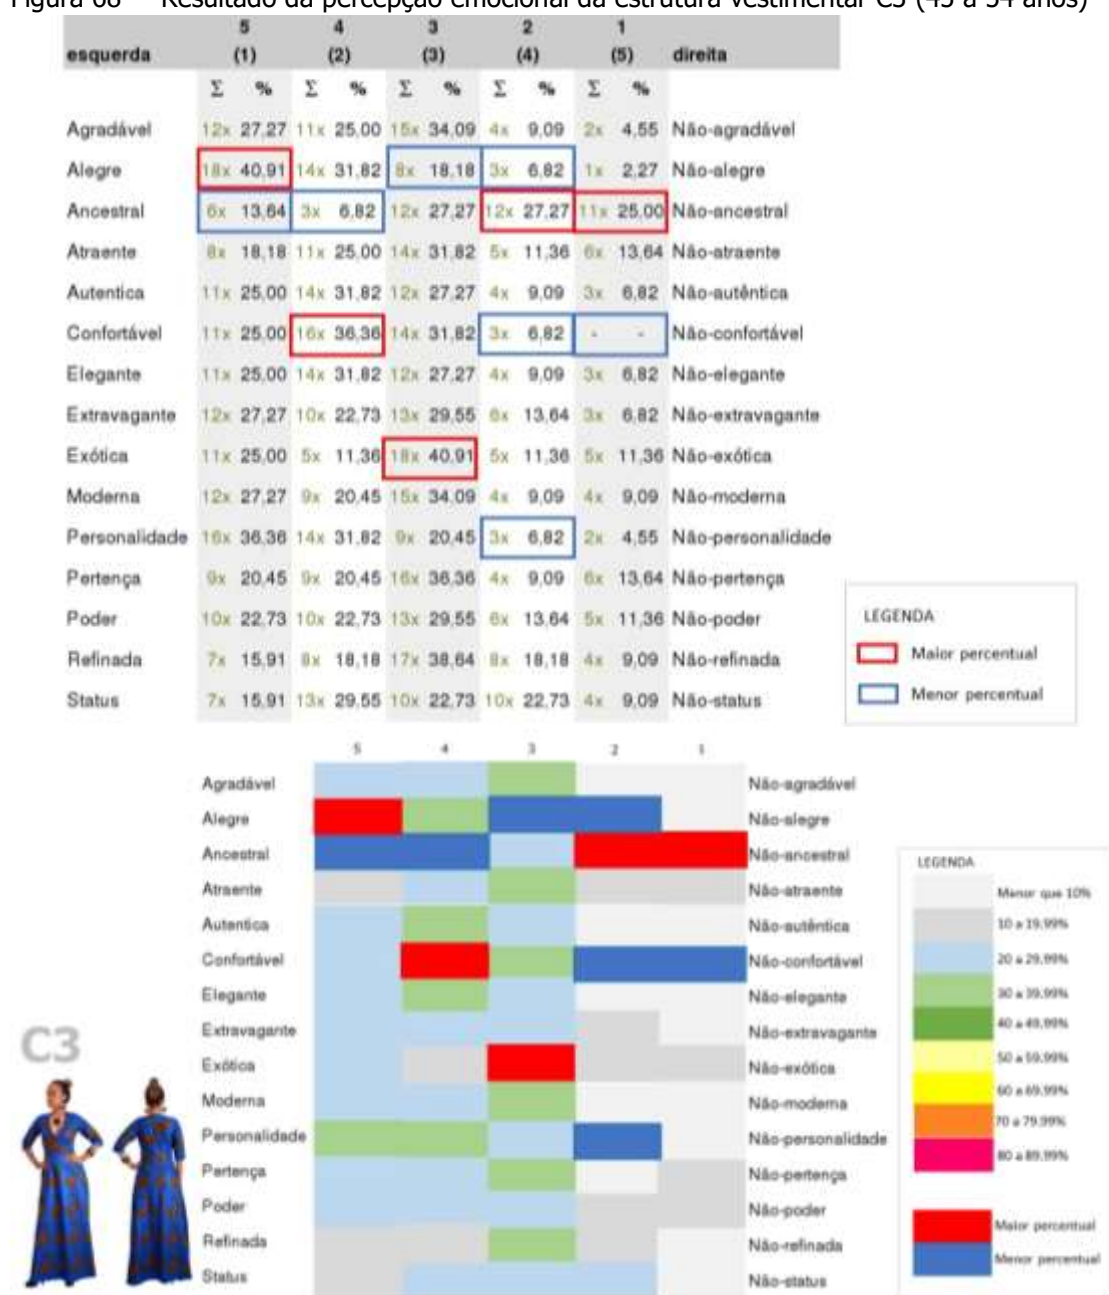 Figura 68 – Resultado da percepção emocional da estrutura vestimentar C3 (45 a 54 anos)
5 4 3 2 1
esquerda (1) (2) (3) (4) (5) direita
Σ % Σ % Σ % Σ % Σ %
Agradável 12x 27,27 11x 25,00 15x 34,09 4x 9,09 2x 4,55 Não-agradável
Alegre 18x 40,91 14x 31,82 8x 18,18 3x 6,82 1x 2,27 Não-alegre
Ancestral 6x 13,64 3x 6,82 12x 27,27 12x 27,27 11x 25,00 Não-ancestral
Atraente 8x 18,18 11x 25,00 14x 31,82 5x 11,36 6x 13,64 Não-atraente
Autentica 11x 25,00 14x 31,82 12x 27,27 4x 9,09 3x 6,82 Não-autêntica
Confortável 11x 25,00 16x 36,36 14x 31,82 3x 6,82 - - Não-confortável
Elegante 11x 25,00 14x 31,82 12x 27,27 4x 9,09 3x 6,82 Não-elegante
Extravagante 12x 27,27 10x 22,73 13x 29,55 6x 13,64 3x 6,82 Não-extravagante
Exótica 11x 25,00 5x 11,36 18x 40,91 5x 11,36 5x 11,36 Não-exótica
Moderna 12x 27,27 9x 20,45 15x 34,09 4x 9,09 4x 9,09 Não-moderna
Personalidade 16x 36,36 14x 31,82 9x 20,45 3x 6,82 2x 4,55 Não-personalidade
Pertença 9x 20,45 9x 20,45 16x 36,36 4x 9,09 6x 13,64 Não-pertença
Poder 10x 22,73 10x 22,73 13x 29,55 6x 13,64 5x 11,36 Não-poder
Refinada 7x 15,91 8x 18,18 17x 38,64 8x 18,18 4x 9,09 Não-refinada
Status 7x 15,91 13x 29,55 10x 22,73 10x 22,73 4x 9,09 Não-status
LEGENDA
Maior percentual
Menor percentual
5 4 3 2 1
Agradável Não-agradável
Alegre Não-alegre
Ancestral Não-ancestral
Atraente Não-atraente
Autentica Não-autêntica
Confortável Não-confortável
Elegante Não-elegante
Extravagante Não-extravagante
Exótica Não-exótica
Moderna Não-moderna
Personalidade Não-personalidade
Pertença Não-pertença
Poder Não-poder
Refinada Não-refinada
Status Não-status
C3
LEGENDA
Menor que 10%
10 a 19.99%
20 a 29.99%
30 a 39.99%
40 a 49.99%
50 a 59.99%
60 a 69.99%
70 a 79.99%
80 a 89.99%
Maior percentual
Menor percentual